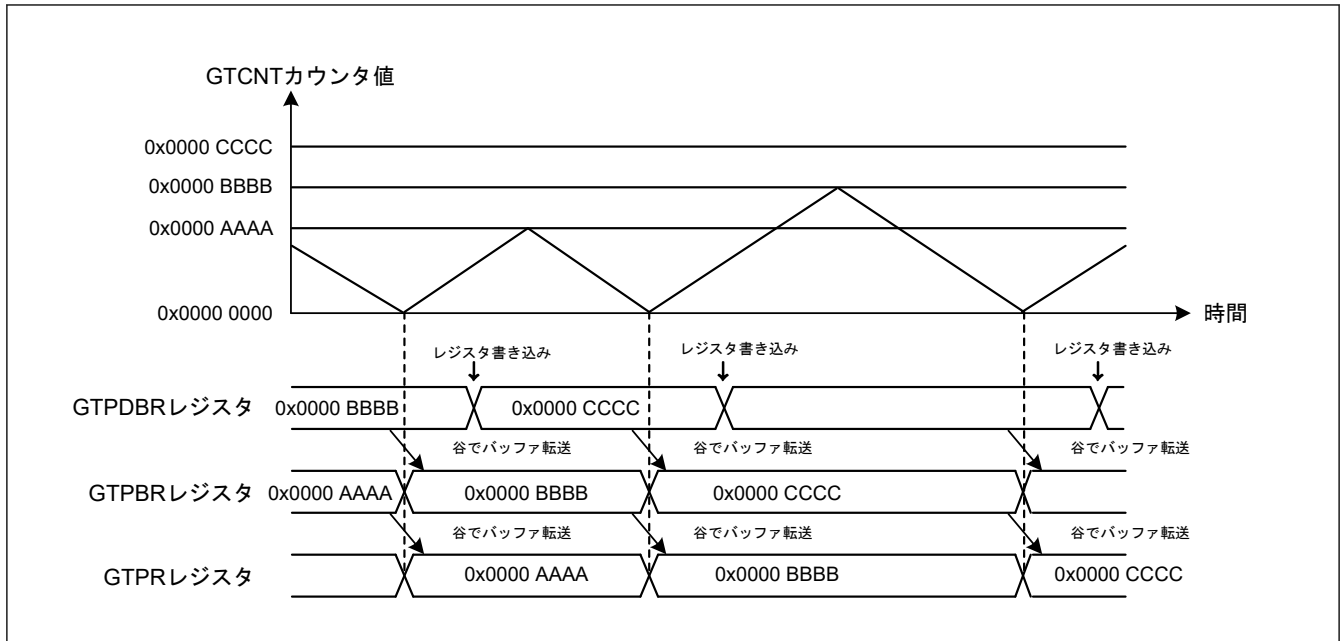 GTCNTカウンタ値
0x0000 CCCC
0x0000 BBBB
0x0000 AAAA
0x0000 0000
時間
レジスタ書き込み レジスタ書き込み レジスタ書き込み
GTPDBRレジスタ 0x0000 BBBB 0x0000 CCCC
谷でバッファ転送 谷でバッファ転送 谷でバッファ転送
GTPBRレジスタ 0x0000 AAAA 0x0000 BBBB 0x0000 CCCC
谷でバッファ転送 谷でバッファ転送 谷でバッファ転送
GTPRレジスタ 0x0000 AAAA 0x0000 BBBB 0x0000 CCCC